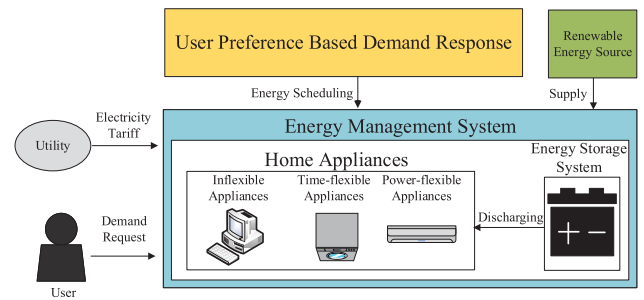 User Preference Based Demand Response
Renewable
Energy Source
Energy Scheduling
Supply
Electricity
Tariff
Utility
Energy Management System
Home Appliances
Energy Storage
System
Inflexible
Appliances
Time-flexible
Appliances
Power-flexible
Appliances
Discharging
Demand
Request
User